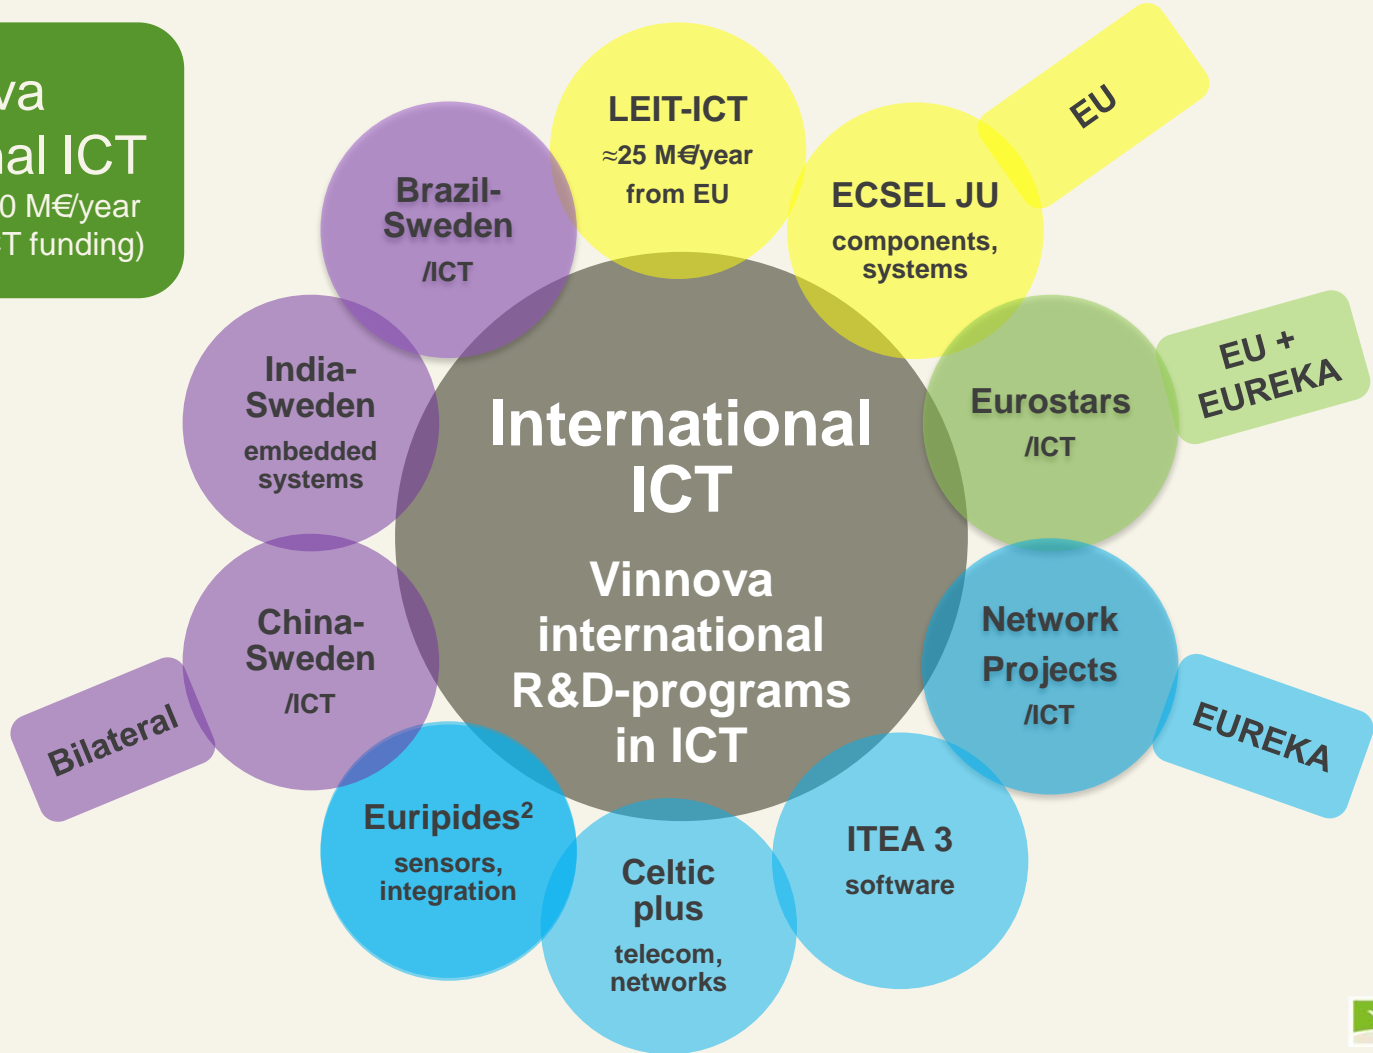 va
nal ICT
0 M€/year
T funding)
LEIT-ICT
≈25 M€/year
from EU
ECSEL JU
components,
systems
EU
Eurostars
/ICT
EU +
EUREKA
Network
Projects
/ICT
EUREKA
ITEA 3
software
Celtic
plus
telecom,
networks
Euripides²
sensors,
integration
China-
Sweden
/ICT
Bilateral
India-
Sweden
embedded
systems
Brazil-
Sweden
/ICT
International
ICT
Vinnova
international
R&D-programs
in ICT